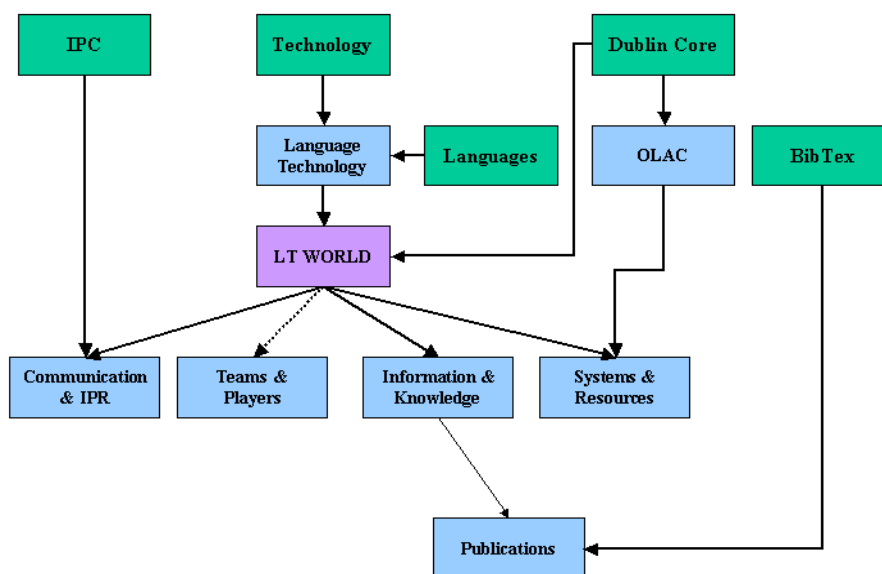 IPC
Technology
Dublin Core
Language
Technology
Languages
OLAC
BibTex
LT WORLD
Communication
& IPR
Teams &
Players
Information &
Knowledge
Systems &
Resources
Publications